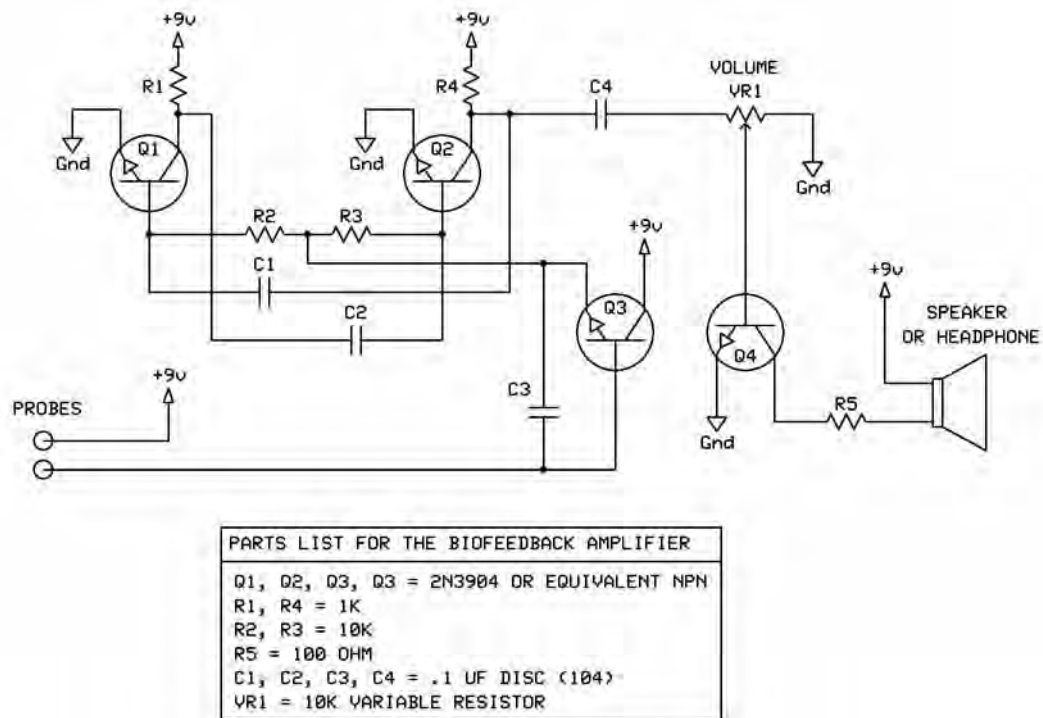 +9v
+9v
R1
R4
C4
VOLUME
VR1
Gnd
Q1
Gnd
Q2
Gnd
R2
R3
+9v
C1
+9v
C2
Q3
SPEAKER
OR HEADPHONE
Q4
+9v
C3
PROBES
R5
Gnd
PARTS LIST FOR THE BIOFEEDBACK AMPLIFIER
Q1, Q2, Q3, Q3 = 2N3904 OR EQUIVALENT NPN
R1, R4 = 1K
R2, R3 = 10K
R5 = 100 OHM
C1, C2, C3, C4 = .1 UF DISC (104)
VR1 = 10K VARIABLE RESISTOR